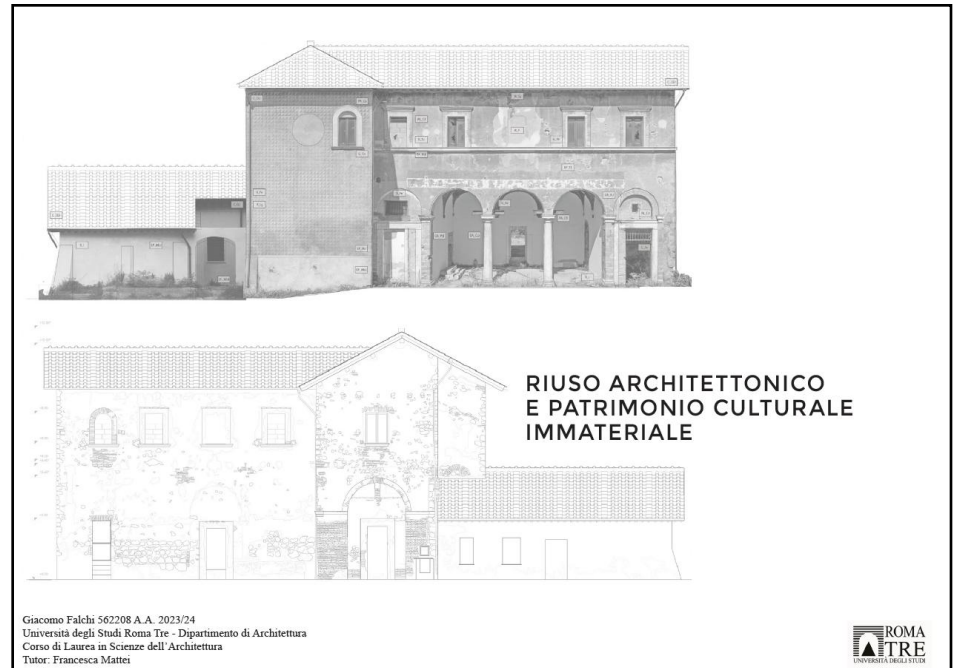 RIUSO ARCHITETTONICO
E PATRIMONIO CULTURALE
IMMATERIALE
Giacomo Falchi 562208 A.A. 2023/24
Università degli Studi Roma Tre - Dipartimento di Architettura
Corso di Laurea in Scienze dell'Architettura
Tutor: Francesca Mattei
ROMA
TRE
UNIVERSITÀ DEGLI STUDI